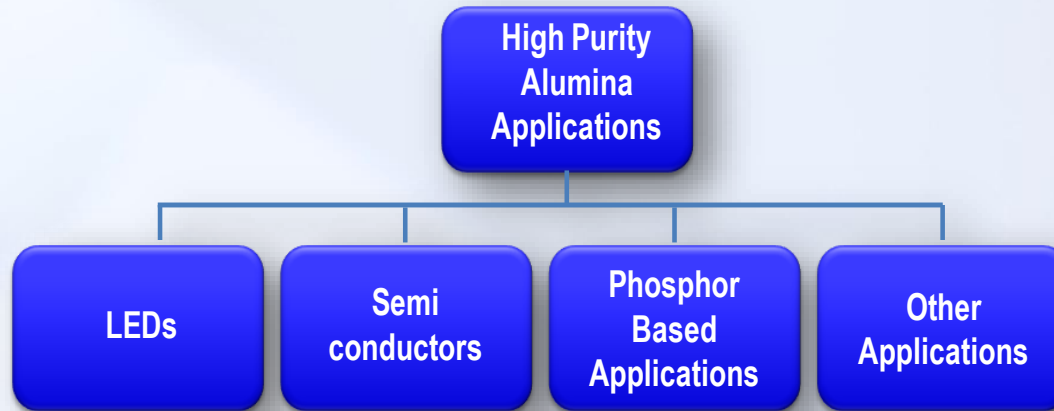 High Purity
Alumina
Applications
LEDs
Semi
conductors
Phosphor
Based
Applications
Other
Applications